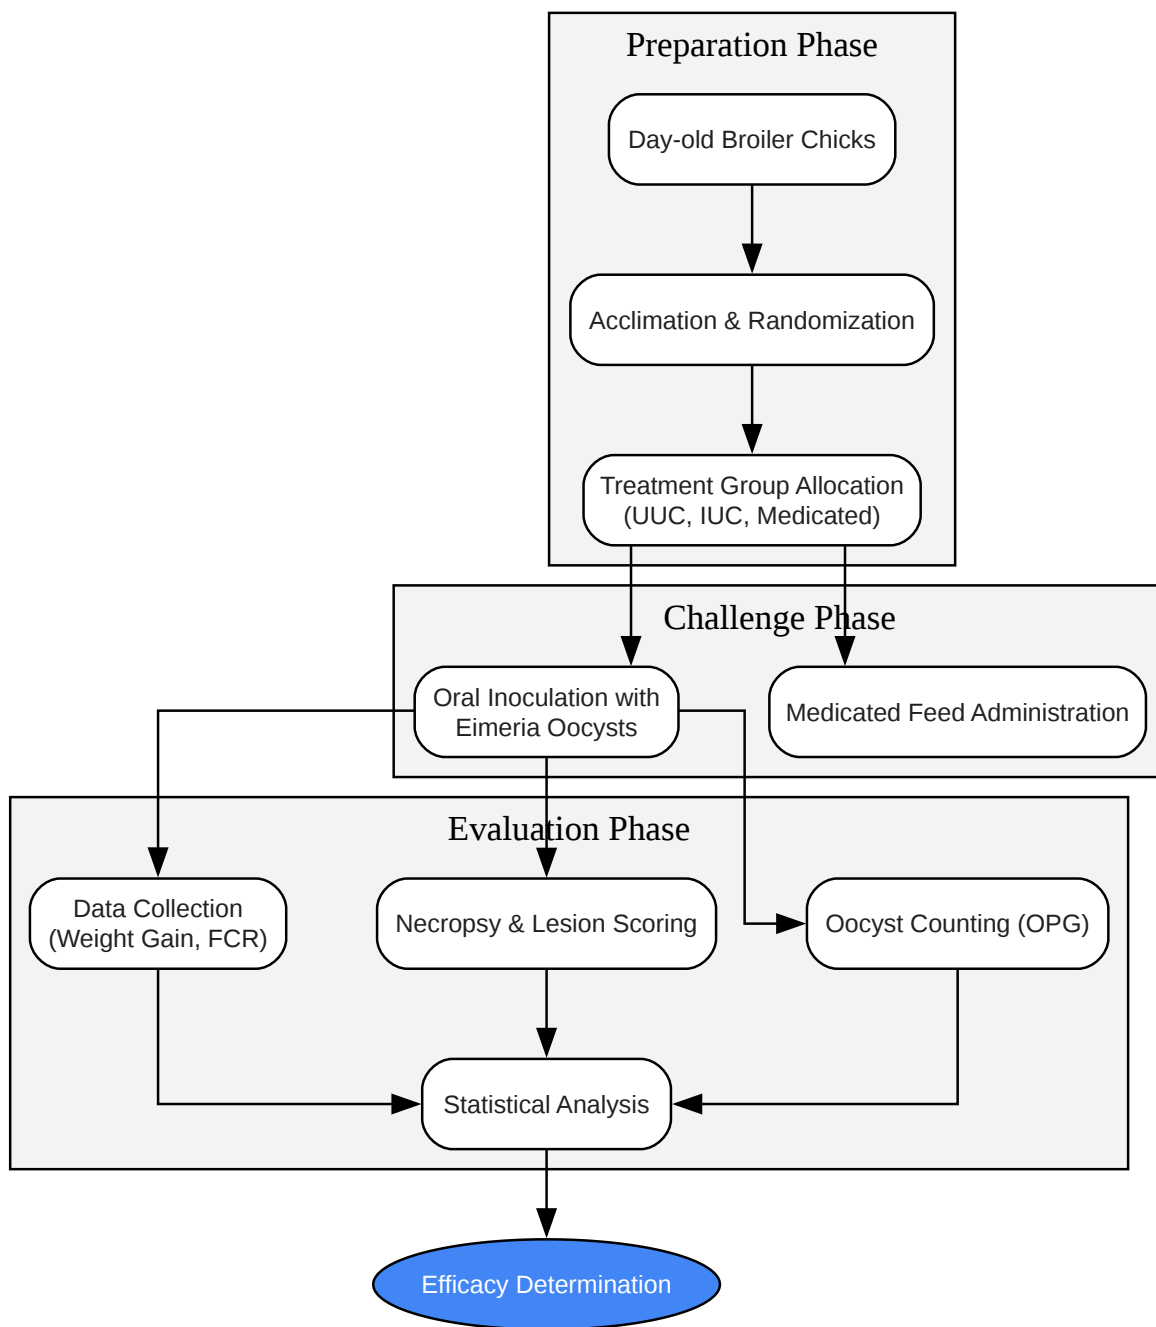 Preparation Phase
Day-old Broiler Chicks
Acclimation & Randomization
Treatment Group Allocation
(UUC, IUC, Medicated)
Challenge Phase
Oral Inoculation with
Eimeria Oocysts
Medicated Feed Administration
Evaluation Phase
Data Collection
(Weight Gain, FCR)
Necropsy & Lesion Scoring
Oocyst Counting (OPG)
Statistical Analysis
Efficacy Determination